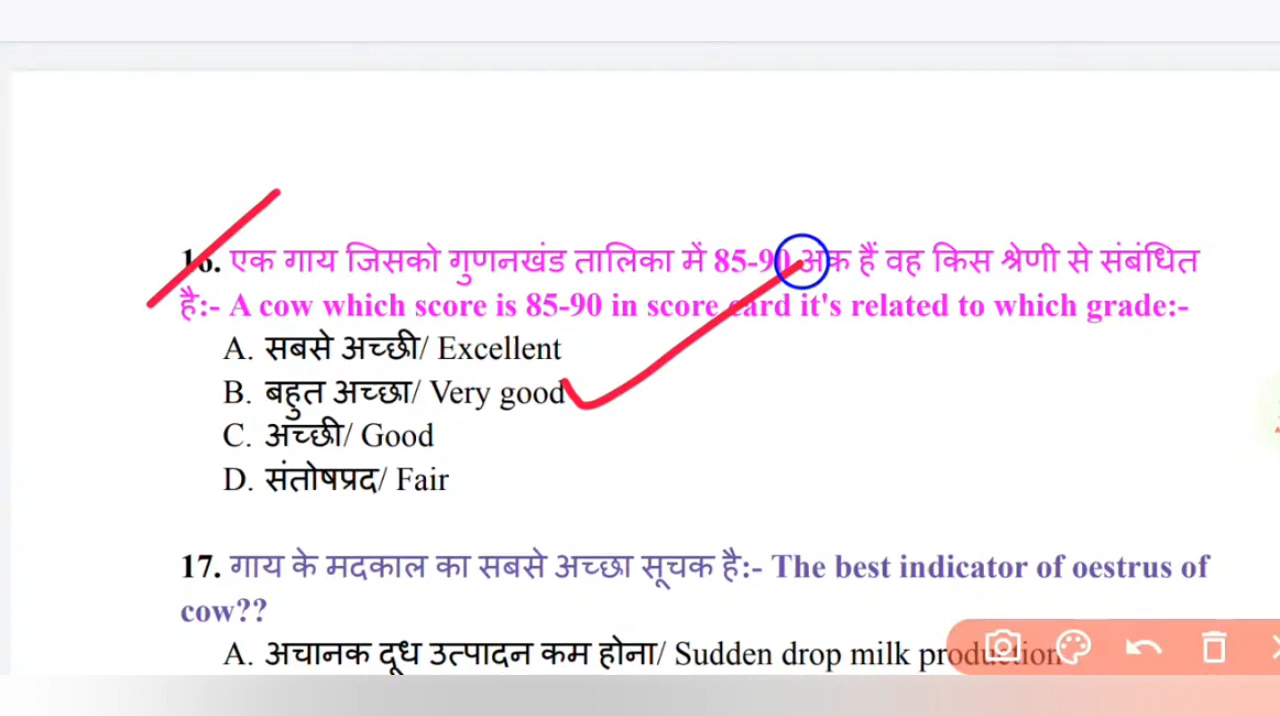 16. एक गाय जिसको गुणनखंड तालिका में 85-90 अंक हैं वह किस श्रेणी से संबंधित
है:- A cow which score is 85-90 in score card it's related to which grade:-
A. सबसे अच्छी/ Excellent
B. बहुत अच्छा/ Very good
C. अच्छी/ Good
D. संतोषप्रद/ Fair
17. गाय के मदकाल का सबसे अच्छा सूचक है:- The best indicator of oestrus of
cow??
A. अचानक दूध उत्पादन कम होना/ Sudden drop milk production